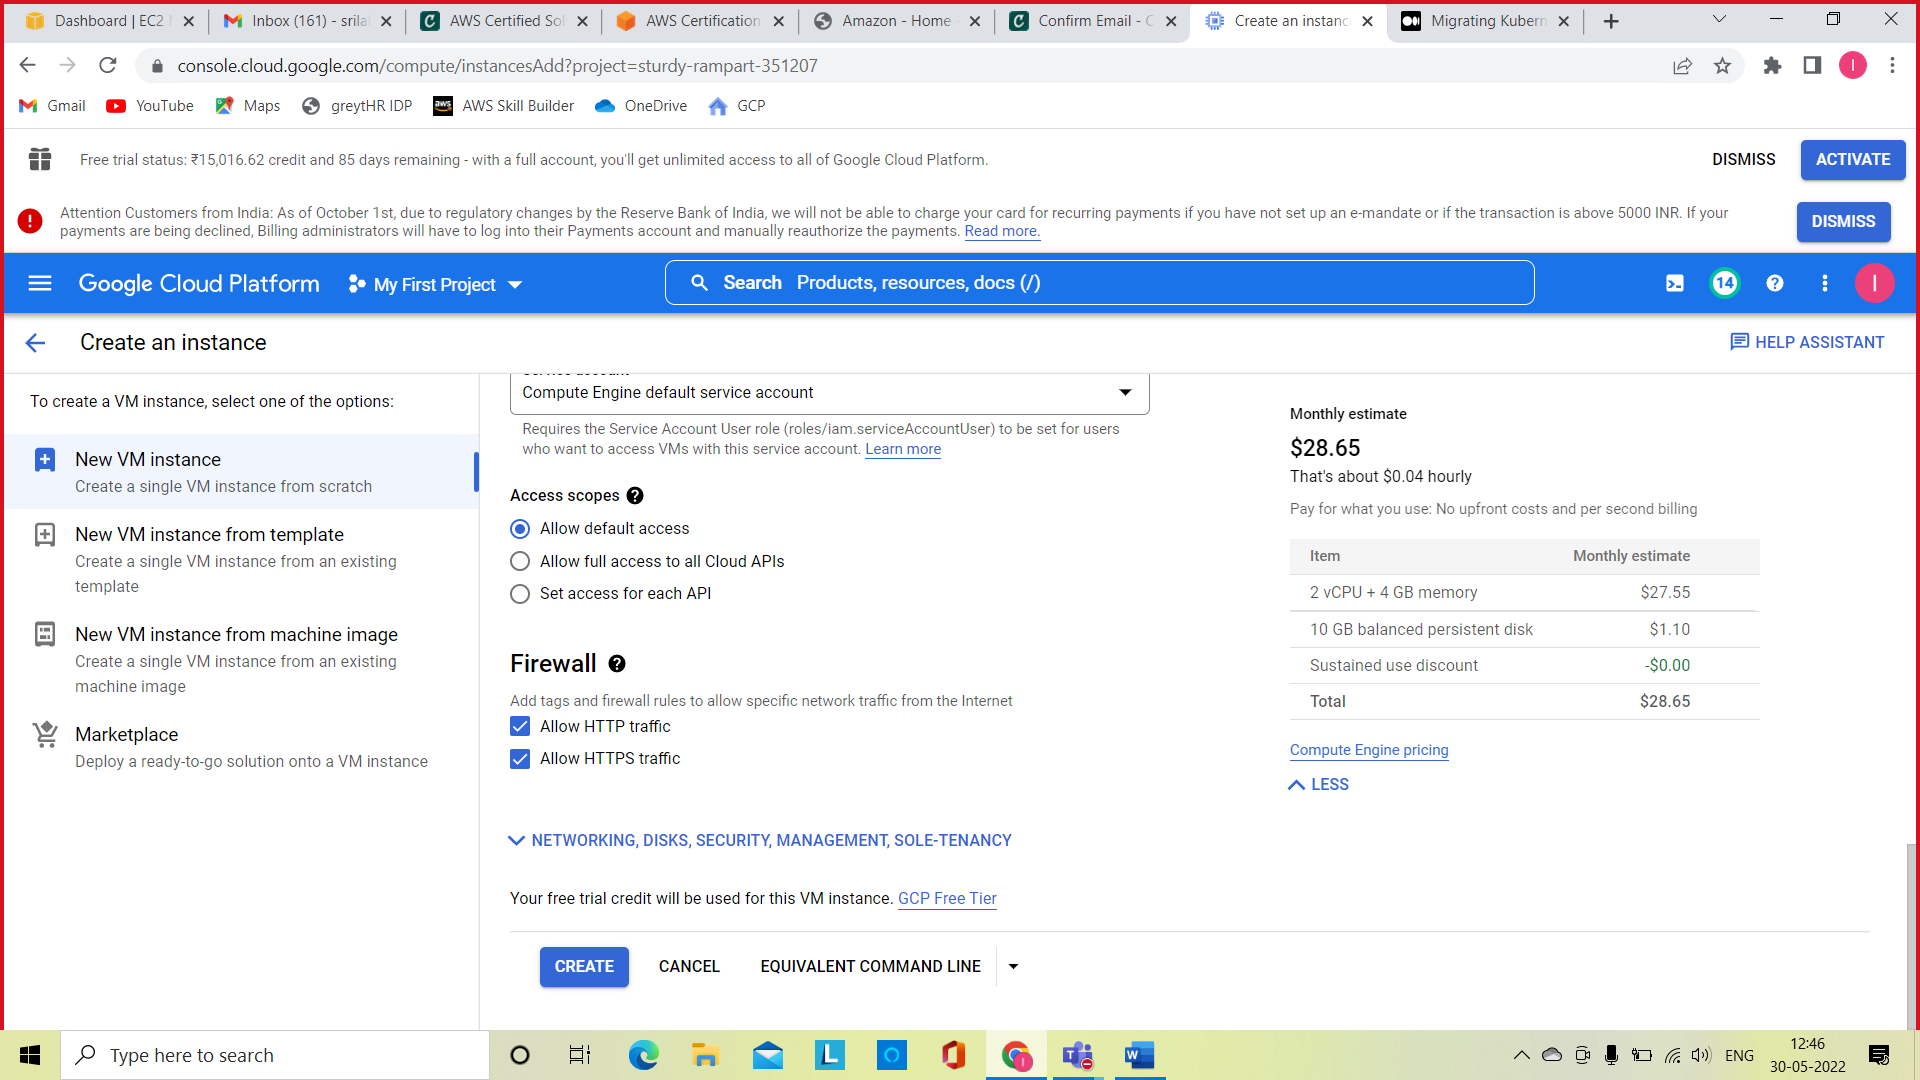 Dashboard | EC2
Inbox (161) - srila
AWS Certified Sol
AWS Certification
Amazon - Home
Confirm Email - C
Create an instanc
Migrating Kubern
console.cloud.google.com/compute/instancesAdd?project=sturdy-rampart-351207
I
Gmail
YouTube
Maps
greytHR IDP
aws
AWS Skill Builder
OneDrive
GCP
Free trial status: ₹15,016.62 credit and 85 days remaining - with a full account, you'll get unlimited access to all of Google Cloud Platform.
DISMISS
ACTIVATE
Attention Customers from India: As of October 1st, due to regulatory changes by the Reserve Bank of India, we will not be able to charge your card for recurring payments if you have not set up an e-mandate or if the transaction is above 5000 INR. If your
payments are being declined, Billing administrators will have to log into their Payments account and manually reauthorize the payments. Read more.
DISMISS
Google Cloud Platform
My First Project
Search Products, resources, docs (/)
14
I
Create an instance
HELP ASSISTANT
To create a VM instance, select one of the options:
New VM instance
Create a single VM instance from scratch
New VM instance from template
Create a single VM instance from an existing
template
New VM instance from machine image
Create a single VM instance from an existing
machine image
Marketplace
Deploy a ready-to-go solution onto a VM instance
Service account
Compute Engine default service account
Requires the Service Account User role (roles/iam.serviceAccountUser) to be set for users
who want to access VMs with this service account. Learn more
Access scopes
Allow default access
Allow full access to all Cloud APIs
Set access for each API
Firewall
Add tags and firewall rules to allow specific network traffic from the Internet
Allow HTTP traffic
Allow HTTPS traffic
NETWORKING, DISKS, SECURITY, MANAGEMENT, SOLE-TENANCY
Your free trial credit will be used for this VM instance. GCP Free Tier
CREATE
CANCEL
EQUIVALENT COMMAND LINE
Monthly estimate
$28.65
That's about $0.04 hourly
Pay for what you use: No upfront costs and per second billing
Item Monthly estimate
2 vCPU + 4 GB memory $27.55
10 GB balanced persistent disk $1.10
Sustained use discount -$0.00
Total $28.65
Compute Engine pricing
LESS
Type here to search
L
W
ENG
12:46
30-05-2022